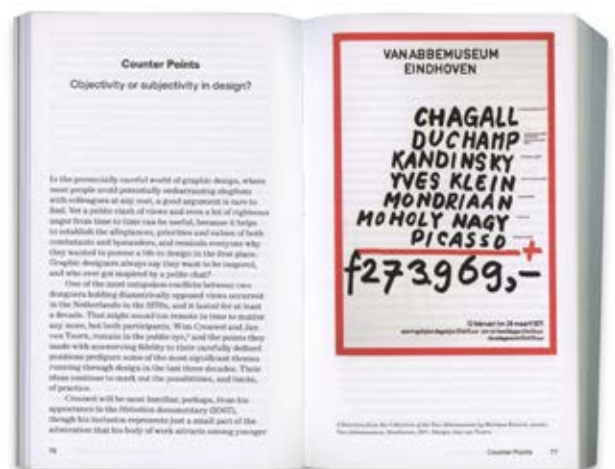 Counter Points
Objectivity or subjectivity in design?
In the perennially careful world of graphic design, where
most people avoid potentially embarrassing
with colleagues at any cost, a good argument is rare to
find. Yet a polite clash of views and even a bit of righteous
anger from time to time can be useful, because it helps
to establish the allegiances, priorities and values of both
combatants and bystanders, and reminds everyone why
they wanted to pursue a life in design in the first place.
Graphic designers always say they want to be inspired,
and who ever got inspired by a polite chat?
One of the most outspoken conflicts between two
designers holding diametrically opposed views occurred
in the Netherlands in the 1970s, and it lasted for at least
a decade. That might sound too remote in time to matter
any more, but both participants, Wim Crouwel and Jan
van Toorn, remain in the public eye, and the points they
made with unswerving fidelity to their carefully defined
positions prefigure some of the most significant themes
running through design in the last three decades. Their
ideas continue to mark out the possibilities, and limits,
of practice.
Crouwel will be most familiar, perhaps, from his
appearance in the Helvetica documentary (2007),
though his inclusion represents just a small part of the
admiration that his body of work attracts among younger
76
VANABBEMUSEUM
EINDHOVEN
CHAGALL
DUCHAMP
KANDINSKY
YVES KLEIN
MONDRIAAN
MOHOLY NAGY
PICASSO
+
f273.969,-
Counter Points
77